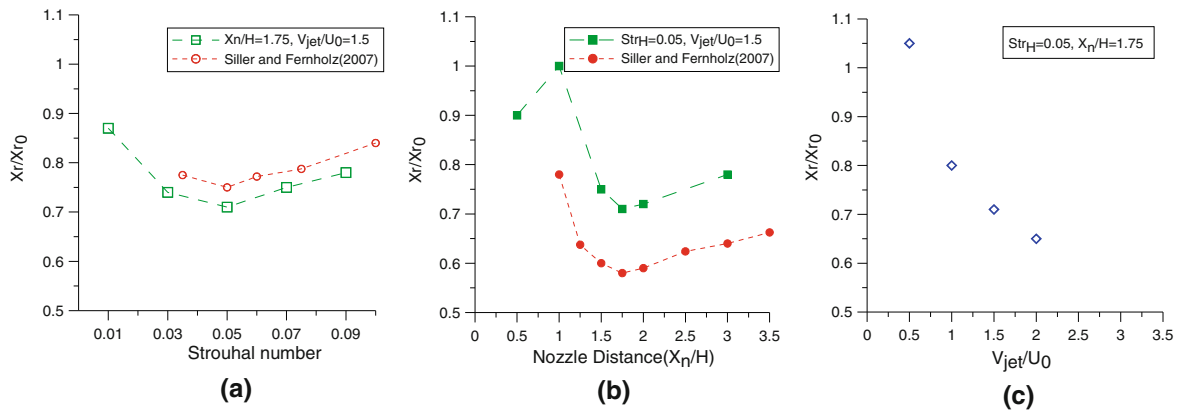 1.1
1
0.9
0.8
0.7
0.6
0.5
Xr/Xr0
Xn/H=1.75, Vjet/U0=1.5
Siller and Fernholz(2007)
0.01 0.03 0.05 0.07 0.09
Strouhal number
(a)
1.1
1
0.9
0.8
0.7
0.6
0.5
Xr/Xr0
StrH=0.05, Vjet/U0=1.5
Siller and Fernholz(2007)
0 0.5 1 1.5 2 2.5 3 3.5
Nozzle Distance(Xn/H)
(b)
1.1
1
0.9
0.8
0.7
0.6
0.5
Xr/Xr0
StrH=0.05, Xn/H=1.75
0 0.5 1 1.5 2 2.5 3 3.5
Vjet/U0
(c)